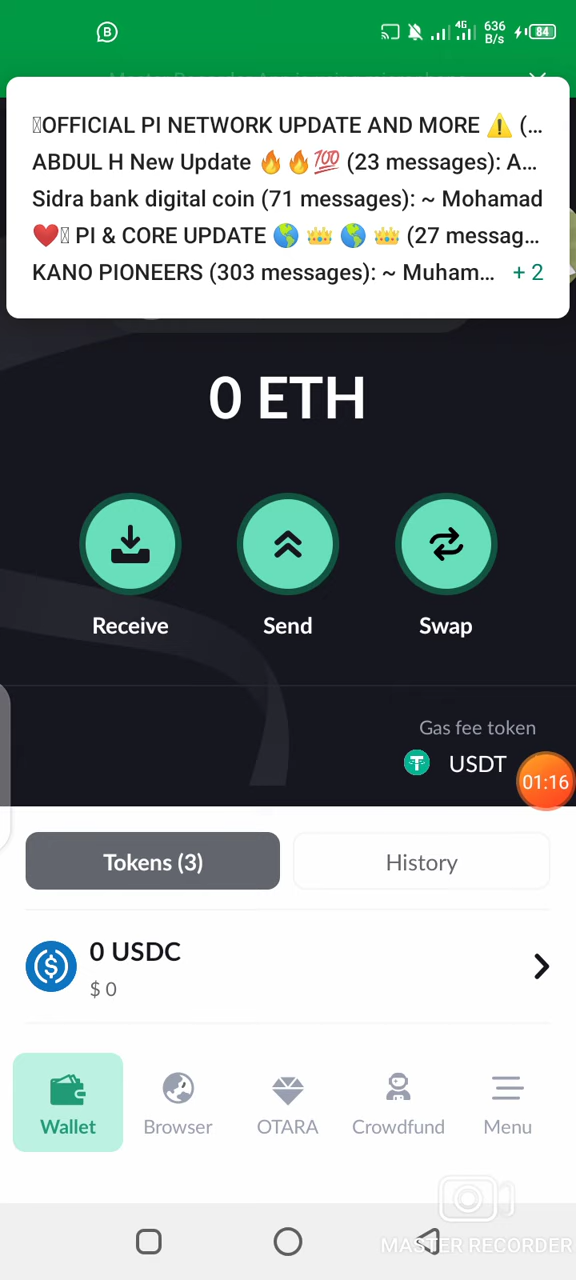 B
4G
636
B/s
84
OFFICIAL PI NETWORK UPDATE AND MORE ⚠️ (...
ABDUL H New Update 🔥🔥💯 (23 messages): A...
Sidra bank digital coin (71 messages): ~ Mohamad
❤️ PI & CORE UPDATE 🌎 👑 🌎 👑 (27 messag...
KANO PIONEERS (303 messages): ~ Muham... + 2
0 ETH
Receive Send Swap
Gas fee token
USDT
01:16
Tokens (3) History
0 USDC
$ 0
Wallet Browser OTARA Crowdfund Menu
MASTER RECORDER